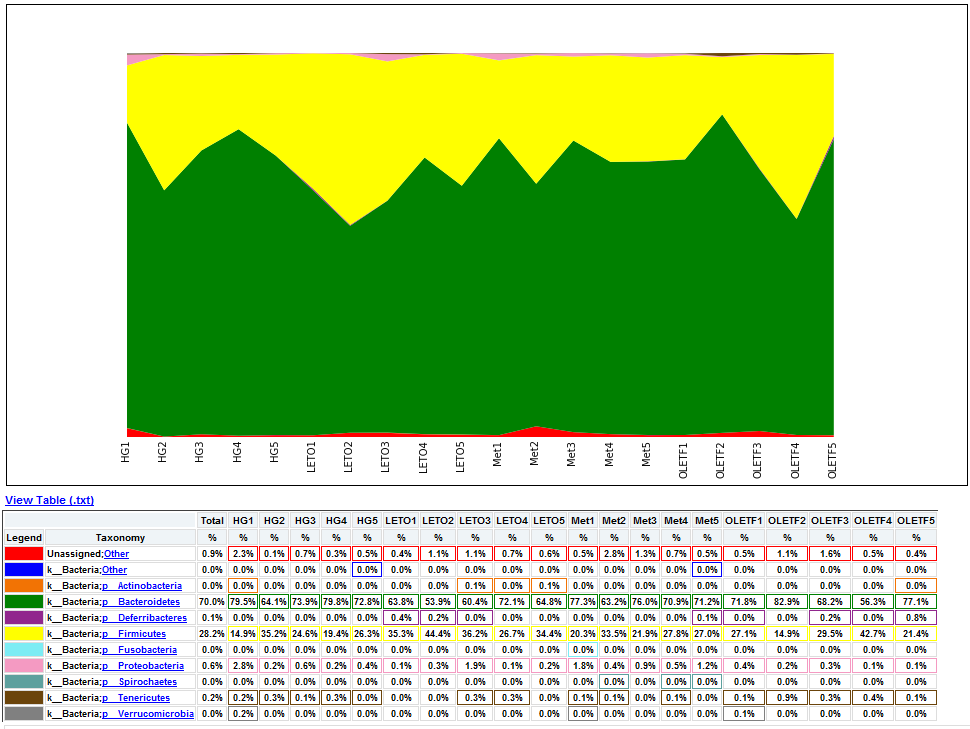 HG1 HG2 HG3 HG4 HG5 LETO1 LETO2 LETO3 LETO4 LETO5 Met1 Met2 Met3 Met4 Met5 OLETF1 OLETF2 OLETF3 OLETF4 OLETF5
View Table (.txt)
Total HG1 HG2 HG3 HG4 HG5 LETO1 LETO2 LETO3 LETO4 LETO5 Met1 Met2 Met3 Met4 Met5 OLETF1 OLETF2 OLETF3 OLETF4 OLETF5
Legend Taxonomy % % % % % % % % % % % % % % % % % % % % %
Unassigned;Other 0.9% 2.3% 0.1% 0.7% 0.3% 0.5% 0.4% 1.1% 1.1% 0.7% 0.6% 0.5% 2.8% 1.3% 0.7% 0.5% 0.5% 1.1% 1.6% 0.5% 0.4%
k__Bacteria;Other 0.0% 0.0% 0.0% 0.0% 0.0% 0.0% 0.0% 0.0% 0.0% 0.0% 0.0% 0.0% 0.0% 0.0% 0.0% 0.0% 0.0% 0.0% 0.0% 0.0% 0.0%
k__Bacteria;p__Actinobacteria 0.0% 0.0% 0.0% 0.0% 0.0% 0.0% 0.0% 0.0% 0.1% 0.0% 0.1% 0.0% 0.0% 0.0% 0.0% 0.0% 0.0% 0.0% 0.0% 0.0% 0.0%
k__Bacteria;p__Bacteroidetes 70.0% 79.5% 64.1% 73.9% 79.8% 72.8% 63.8% 53.9% 60.4% 72.1% 64.8% 77.3% 63.2% 76.0% 70.9% 71.2% 71.8% 82.9% 68.2% 56.3% 77.1%
k__Bacteria;p__Deferribacteres 0.1% 0.0% 0.0% 0.0% 0.0% 0.0% 0.4% 0.2% 0.0% 0.0% 0.0% 0.0% 0.0% 0.0% 0.0% 0.1% 0.0% 0.0% 0.2% 0.0% 0.8%
k__Bacteria;p__Firmicutes 28.2% 14.9% 35.2% 24.6% 19.4% 26.3% 35.3% 44.4% 36.2% 26.7% 34.4% 20.3% 33.5% 21.9% 27.8% 27.0% 27.1% 14.9% 29.5% 42.7% 21.4%
k__Bacteria;p__Fusobacteria 0.0% 0.0% 0.0% 0.0% 0.0% 0.0% 0.0% 0.0% 0.0% 0.0% 0.0% 0.0% 0.0% 0.0% 0.0% 0.0% 0.0% 0.0% 0.0% 0.0% 0.0%
k__Bacteria;p__Proteobacteria 0.6% 2.8% 0.2% 0.6% 0.2% 0.4% 0.1% 0.3% 1.9% 0.1% 0.2% 1.8% 0.4% 0.9% 0.5% 1.2% 0.4% 0.2% 0.3% 0.1% 0.1%
k__Bacteria;p__Spirochaetes 0.0% 0.0% 0.0% 0.0% 0.0% 0.0% 0.0% 0.0% 0.0% 0.0% 0.0% 0.0% 0.0% 0.0% 0.0% 0.0% 0.0% 0.0% 0.0% 0.0% 0.0%
k__Bacteria;p__Tenericutes 0.2% 0.2% 0.3% 0.1% 0.3% 0.0% 0.0% 0.0% 0.3% 0.3% 0.0% 0.1% 0.1% 0.0% 0.1% 0.0% 0.1% 0.9% 0.3% 0.4% 0.1%
k__Bacteria;p__Verrucomicrobia 0.0% 0.2% 0.0% 0.0% 0.0% 0.0% 0.0% 0.0% 0.0% 0.0% 0.0% 0.0% 0.0% 0.0% 0.0% 0.0% 0.1% 0.0% 0.0% 0.0% 0.0%